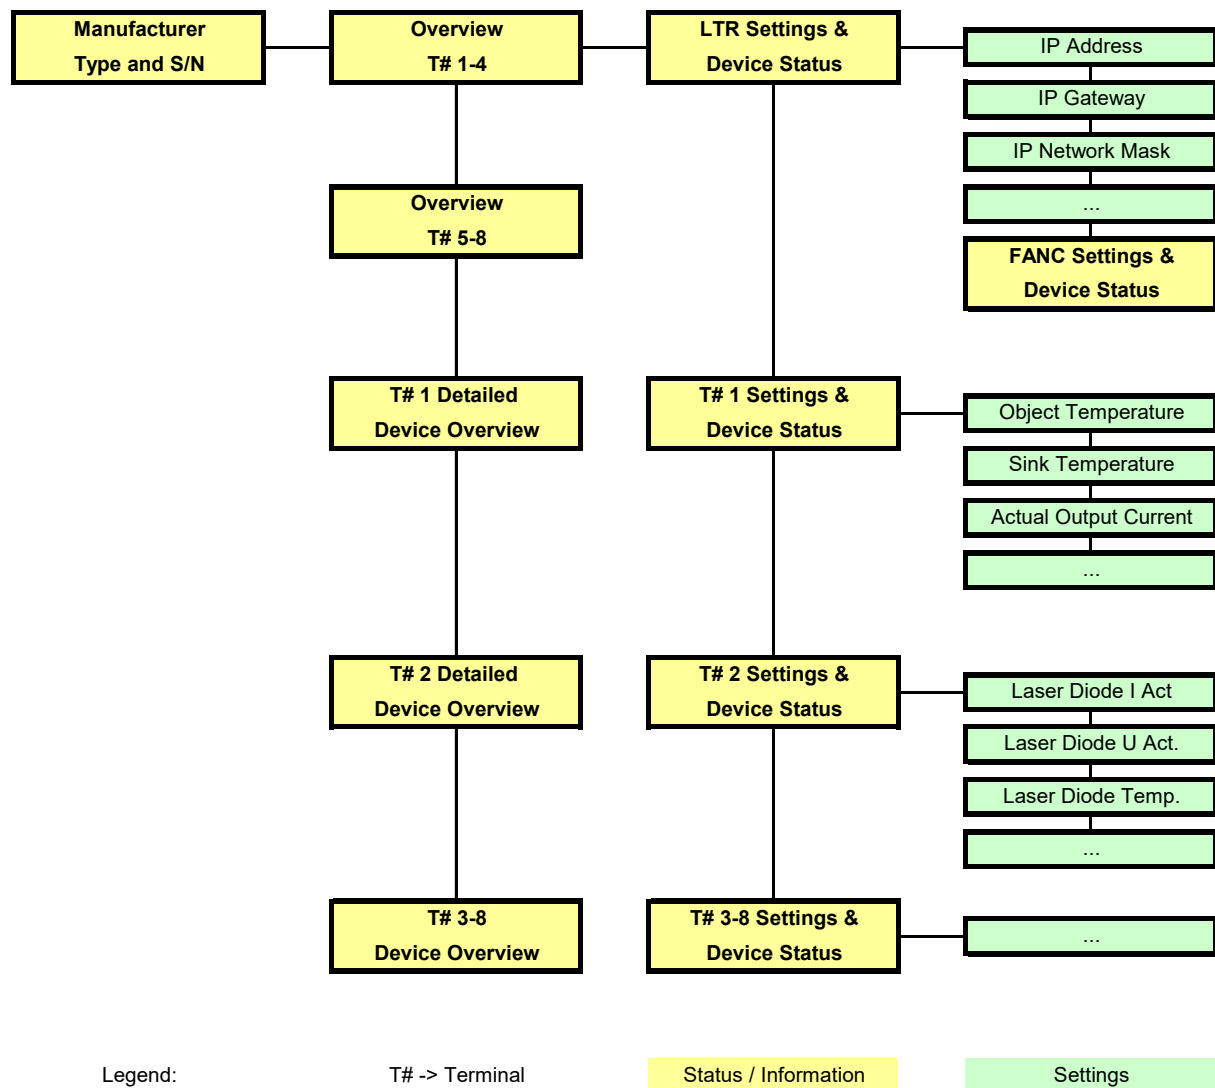 Manufacturer
Type and S/N
Overview
T# 1-4
LTR Settings &
Device Status
IP Address
IP Gateway
IP Network Mask
...
FANC Settings &
Device Status
Overview
T# 5-8
T# 1 Detailed
Device Overview
T# 1 Settings &
Device Status
Object Temperature
Sink Temperature
Actual Output Current
...
T# 2 Detailed
Device Overview
T# 2 Settings &
Device Status
Laser Diode I Act
Laser Diode U Act.
Laser Diode Temp.
...
T# 3-8
Device Overview
T# 3-8 Settings &
Device Status
...
Legend:
T# -> Terminal
Status / Information
Settings